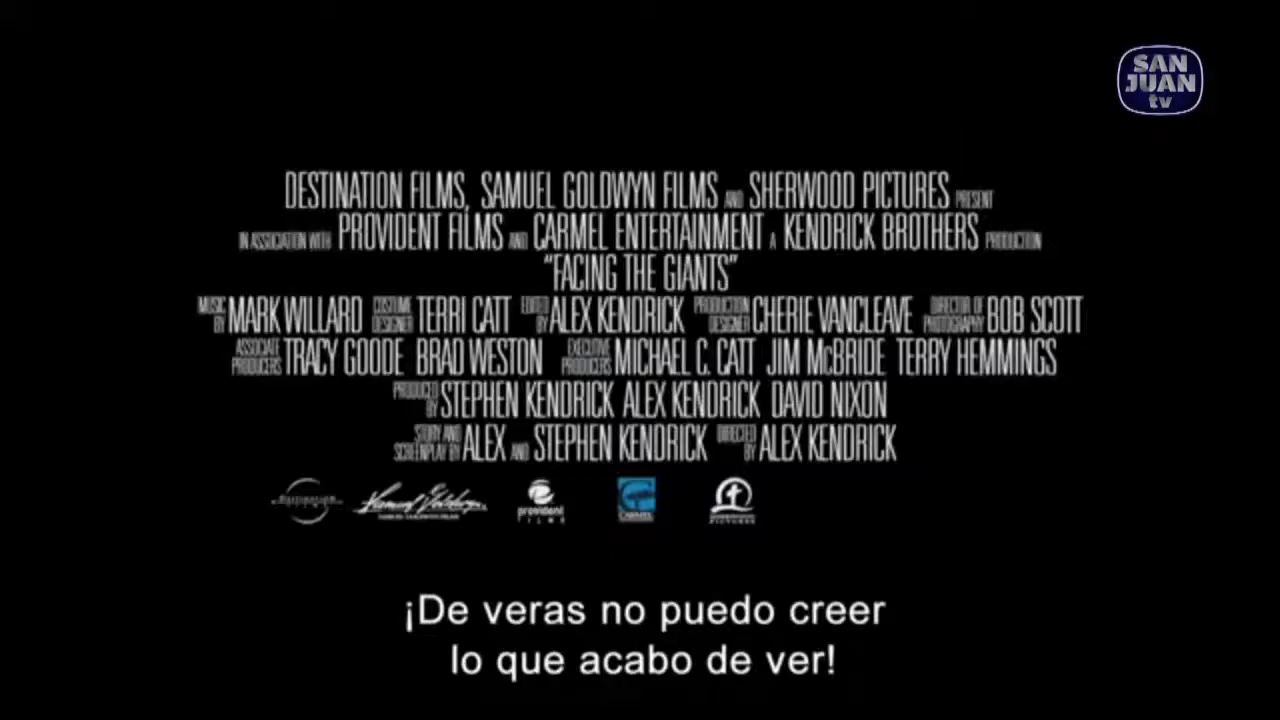 SAN
JUAN
tv
DESTINATION FILMS, SAMUEL GOLDWYN FILMS AND SHERWOOD PICTURES PRESENT
IN ASSOCIATION WITH PROVIDENT FILMS AND CARMEL ENTERTAINMENT A KENDRICK BROTHERS PRODUCTION
"FACING THE GIANTS"
MUSIC BY MARK WILLARD COSTUME DESIGNER TERRI CATT EDITED BY ALEX KENDRICK PRODUCTION DESIGNER CHERIE VANCLEAVE DIRECTOR OF PHOTOGRAPHY BOB SCOTT
ASSOCIATE PRODUCERS TRACY GOODE BRAD WESTON EXECUTIVE PRODUCERS MICHAEL C. CATT JIM McBRIDE TERRY HEMMINGS
PRODUCED BY STEPHEN KENDRICK ALEX KENDRICK DAVID NIXON
STORY AND SCREENPLAY BY ALEX AND STEPHEN KENDRICK DIRECTED BY ALEX KENDRICK
provident
FILMS
PICTURES
¡De veras no puedo creer
lo que acabo de ver!